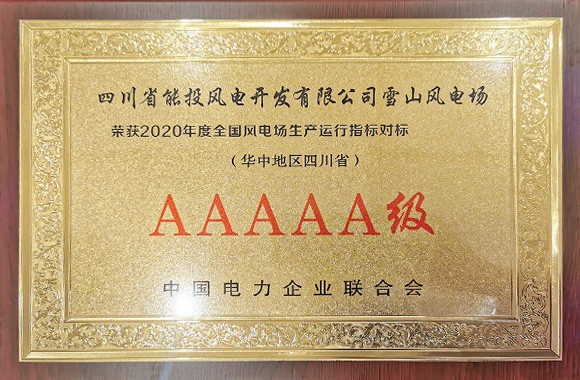 四川省能投风电开发有限公司雪山风电场
荣获2020年度全国风电场生产运行指标对标
（华中地区四川省）
AAAAA级
中国电力企业联合会